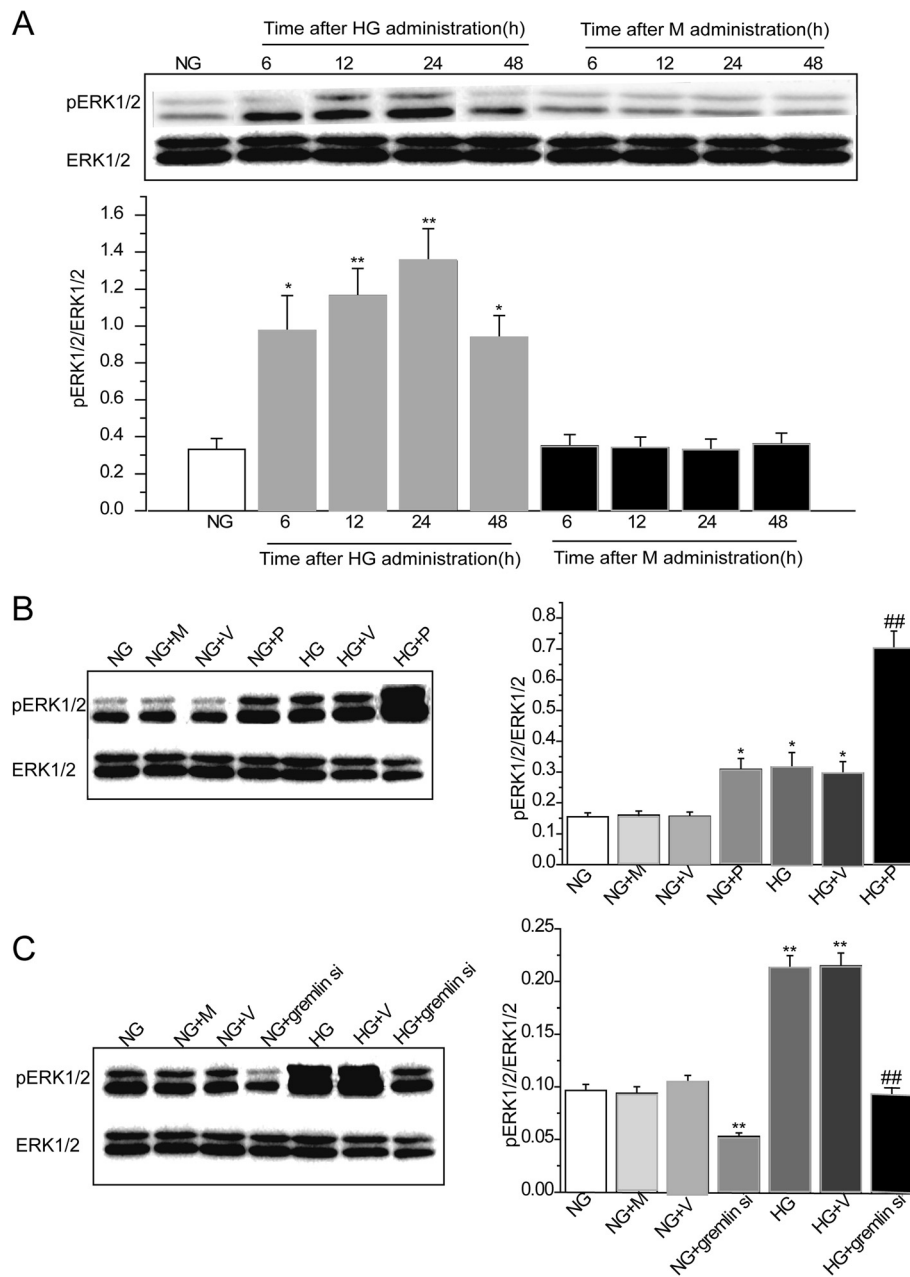 A
Time after HG administration(h) Time after M administration(h)
NG 6 12 24 48 6 12 24 48
pERK1/2
ERK1/2
pERK1/2/ERK1/2
1.6
1.4
1.2
1.0
0.8
0.6
0.4
0.2
0.0
* ** ** *
NG 6 12 24 48 6 12 24 48
Time after HG administration(h) Time after M administration(h)
B
NG NG+M NG+V NG+P HG HG+V HG+P
pERK1/2
ERK1/2
pERK1/2/ERK1/2
0.8
0.7
0.6
0.5
0.4
0.3
0.2
0.1
0.0
* * * ##
NG NG+M NG+V NG+P HG HG+V HG+P
C
NG NG+M NG+V NG+gremlin si HG HG+V HG+gremlin si
pERK1/2
ERK1/2
pERK1/2/ERK1/2
0.25
0.20
0.15
0.10
0.05
0.00
** ** ** ##
NG NG+M NG+V NG+gremlin si HG HG+V HG+gremlin si